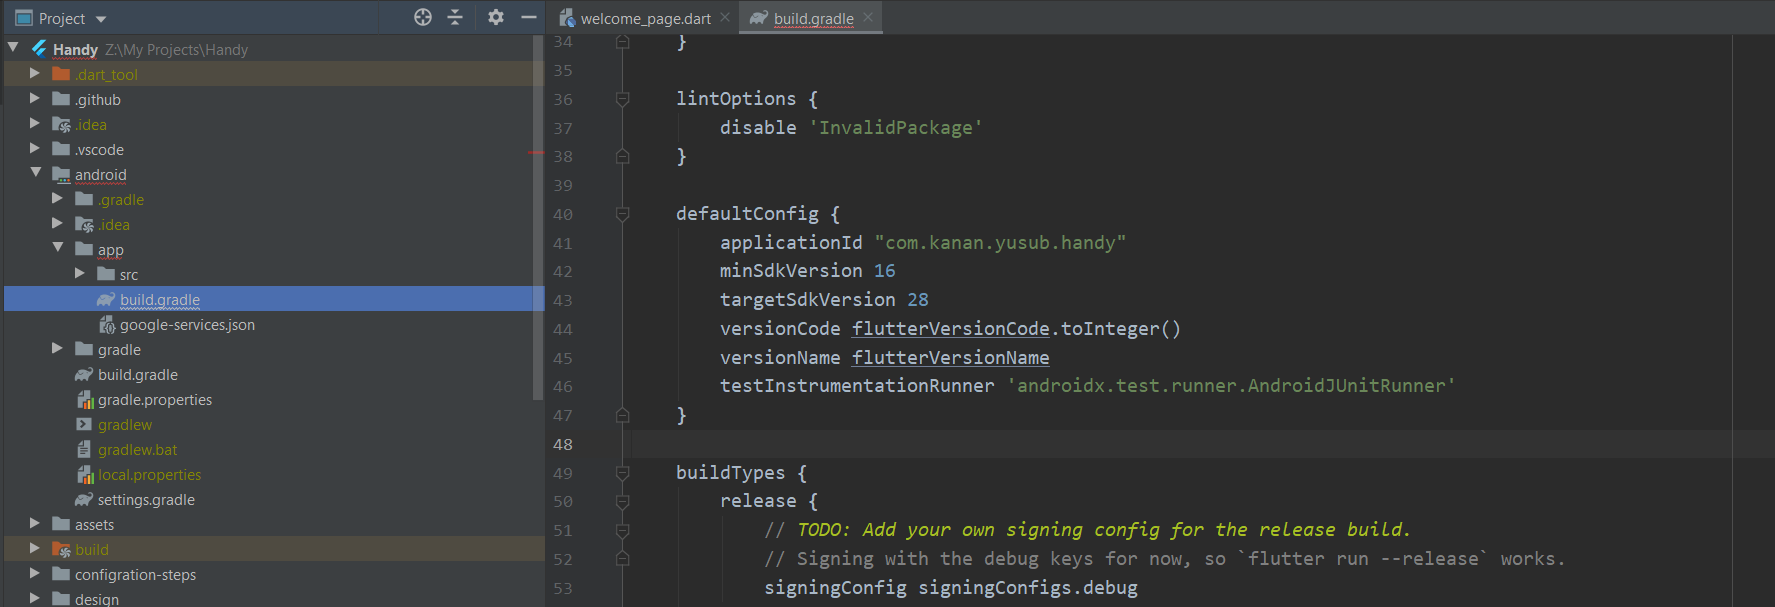 Project
Handy Z:\My Projects\Handy
.dart_tool
.github
.idea
.vscode
android
.gradle
.idea
app
src
build.gradle
google-services.json
gradle
build.gradle
gradle.properties
gradlew
gradlew.bat
local.properties
settings.gradle
assets
build
configration-steps
design
welcome_page.dart
build.gradle
34 }
35
36 lintOptions {
37 disable 'InvalidPackage'
38 }
39
40 defaultConfig {
41 applicationId "com.kanan.yusub.handy"
42 minSdkVersion 16
43 targetSdkVersion 28
44 versionCode flutterVersionCode.toInteger()
45 versionName flutterVersionName
46 testInstrumentationRunner 'androidx.test.runner.AndroidJUnitRunner'
47 }
48
49 buildTypes {
50 release {
51 // TODO: Add your own signing config for the release build.
52 // Signing with the debug keys for now, so `flutter run --release` works.
53 signingConfig signingConfigs.debug